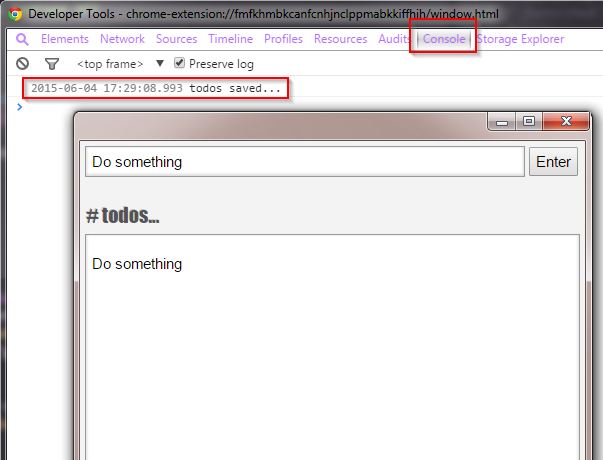 Developer Tools - chrome-extension://fmfkhmbkcanfcnhjnclppmabkkiffhjh/window.html
Elements Network Sources Timeline Profiles Resources Audits Console Storage Explorer
<top frame> ▼ Preserve log
2015-06-04 17:29:08.993 todos saved...
>
Do something Enter
# todos...
Do something